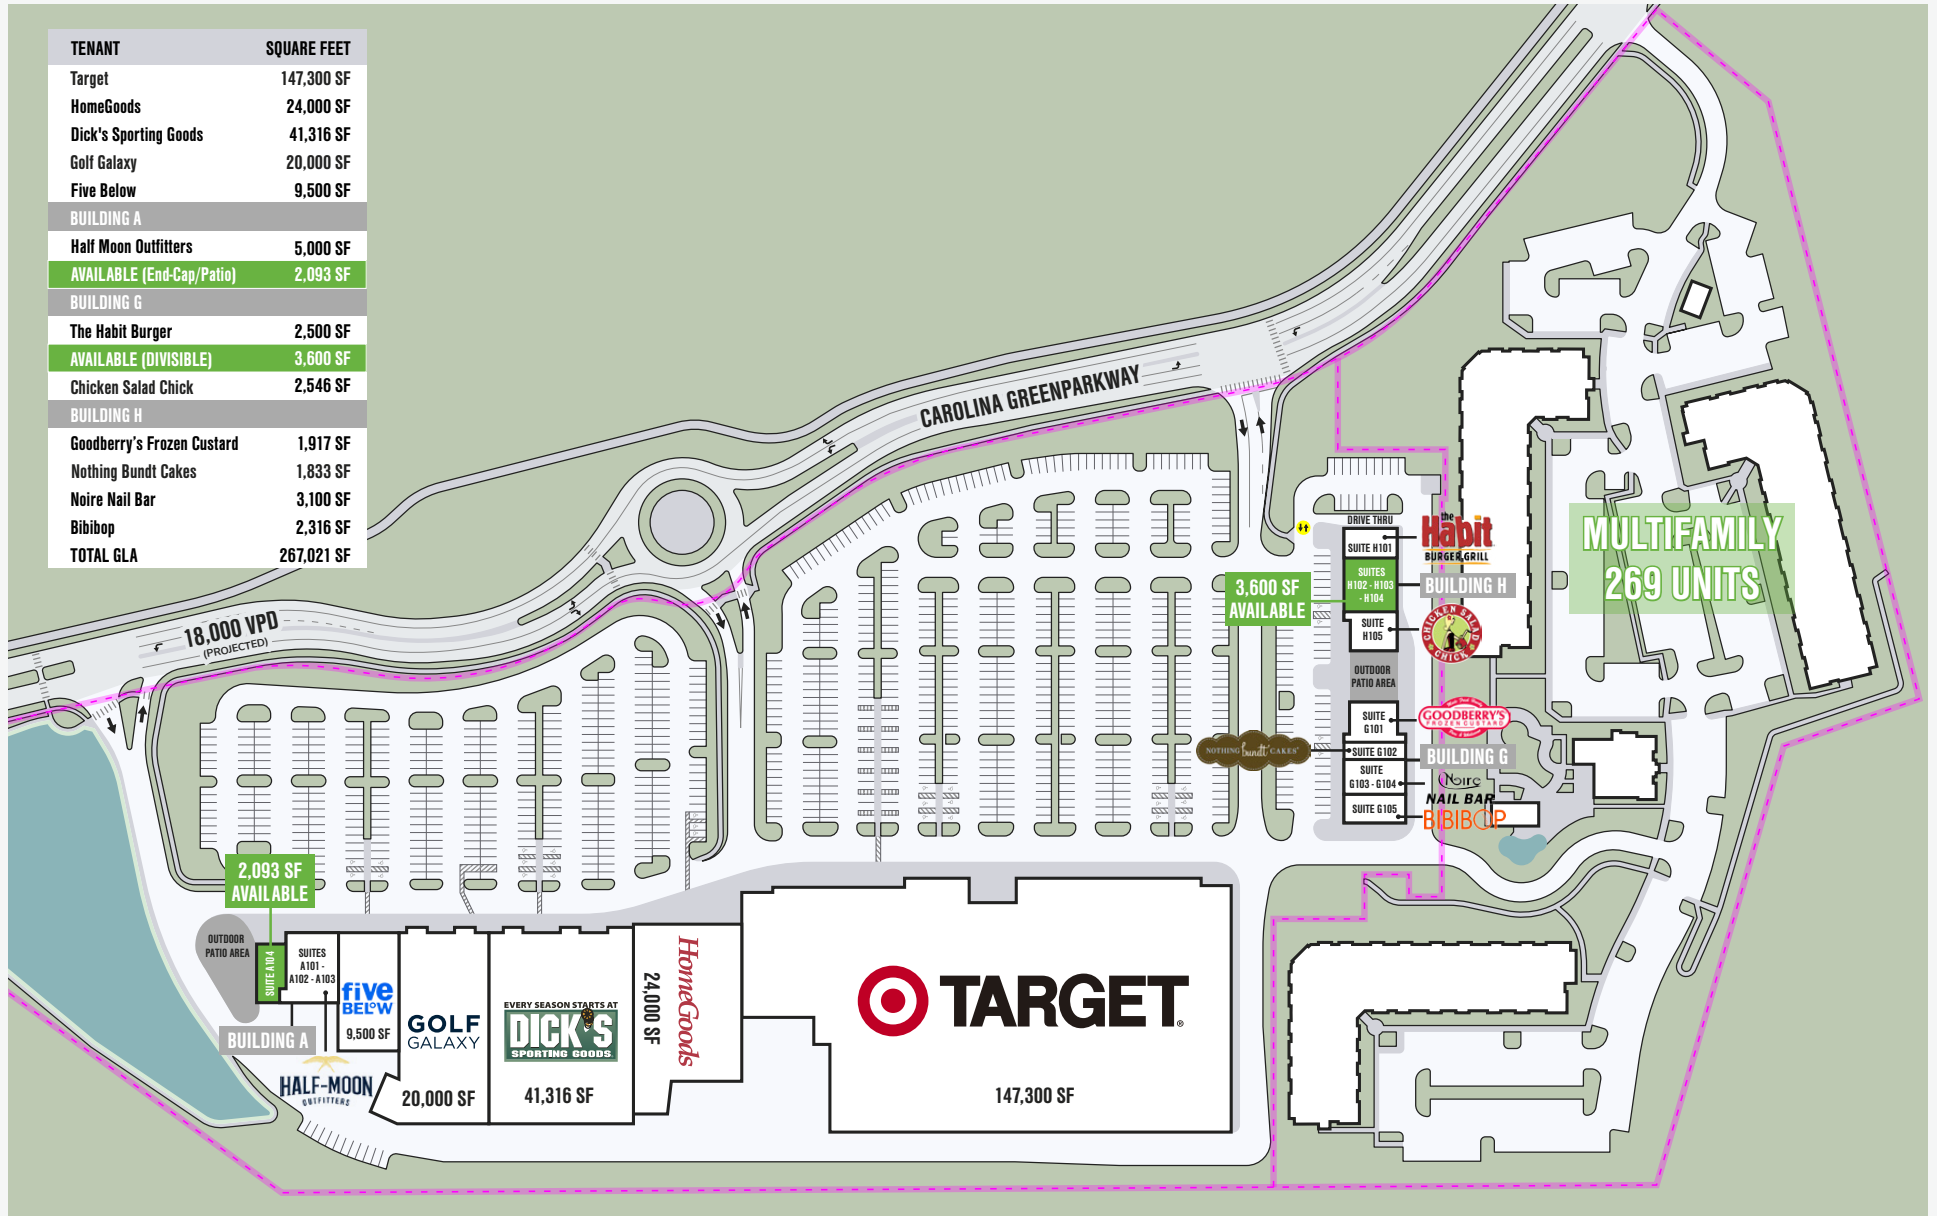 TENANT SQUARE FEET
Target 147,300 SF
HomeGoods 24,000 SF
Dick's Sporting Goods 41,316 SF
Golf Galaxy 20,000 SF
Five Below 9,500 SF
BUILDING A
Half Moon Outfitters 5,000 SF
AVAILABLE (End-Cap/Patio) 2,093 SF
BUILDING G
The Habit Burger 2,500 SF
AVAILABLE (DIVISIBLE) 3,600 SF
Chicken Salad Chick 2,546 SF
BUILDING H
Goodberry's Frozen Custard 1,917 SF
Nothing Bundt Cakes 1,833 SF
Noire Nail Bar 3,100 SF
Bibibop 2,316 SF
TOTAL GLA 267,021 SF
CAROLINA GREENPARKWAY
18,000 VPD
(PROJECTED)
DRIVE THRU
SUITE H101
the
Habit
BURGER GRILL
SUITES
H102 - H103
- H104
BUILDING H
3,600 SF
AVAILABLE
SUITE
H105
CHICKEN SALAD
CHICK
OUTDOOR
PATIO AREA
SUITE
G101
GOODBERRY'S
FROZEN CUSTARD
NOTHING bundt CAKES
SUITE G102
BUILDING G
SUITE
G103 - G104
Noire
NAIL BAR
SUITE G105
BIBIBOP
MULTIFAMILY
269 UNITS
2,093 SF
AVAILABLE
OUTDOOR
PATIO AREA
SUITE A104
SUITES
A101 -
A102 - A103
BUILDING A
HALF-MOON
OUTFITTERS
five
BELOW
9,500 SF
GOLF
GALAXY
20,000 SF
EVERY SEASON STARTS AT
DICK'S
SPORTING GOODS
41,316 SF
24,000 SF
HomeGoods
TARGET
147,300 SF